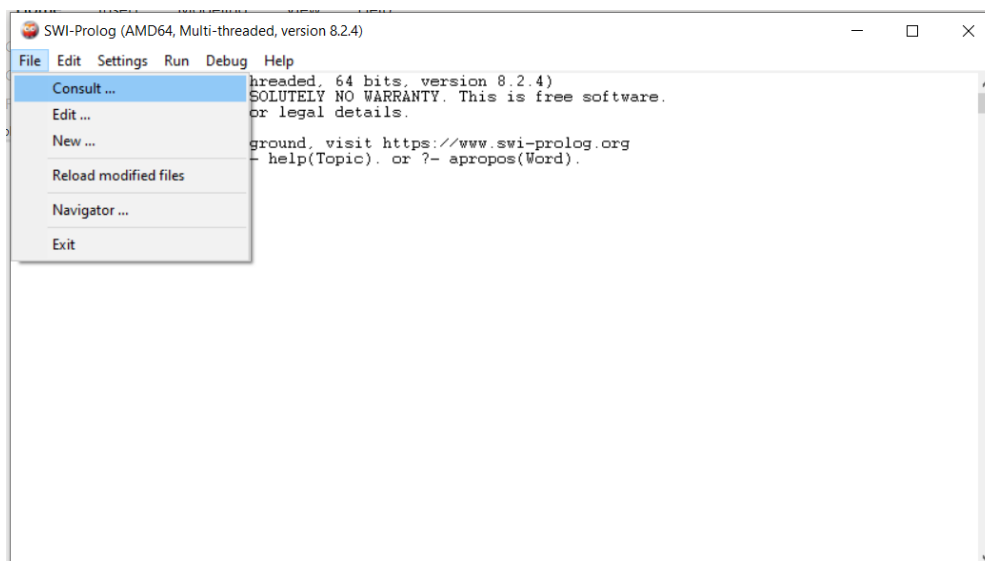 SWI-Prolog (AMD64, Multi-threaded, version 8.2.4)
File Edit Settings Run Debug Help
Consult ...
Edit ...
New ...
Reload modified files
Navigator ...
Exit
hreaded, 64 bits, version 8.2.4)
SOLUTELY NO WARRANTY. This is free software.
or legal details.
ground, visit https://www.swi-prolog.org
- help(Topic). or ?- apropos(Word).